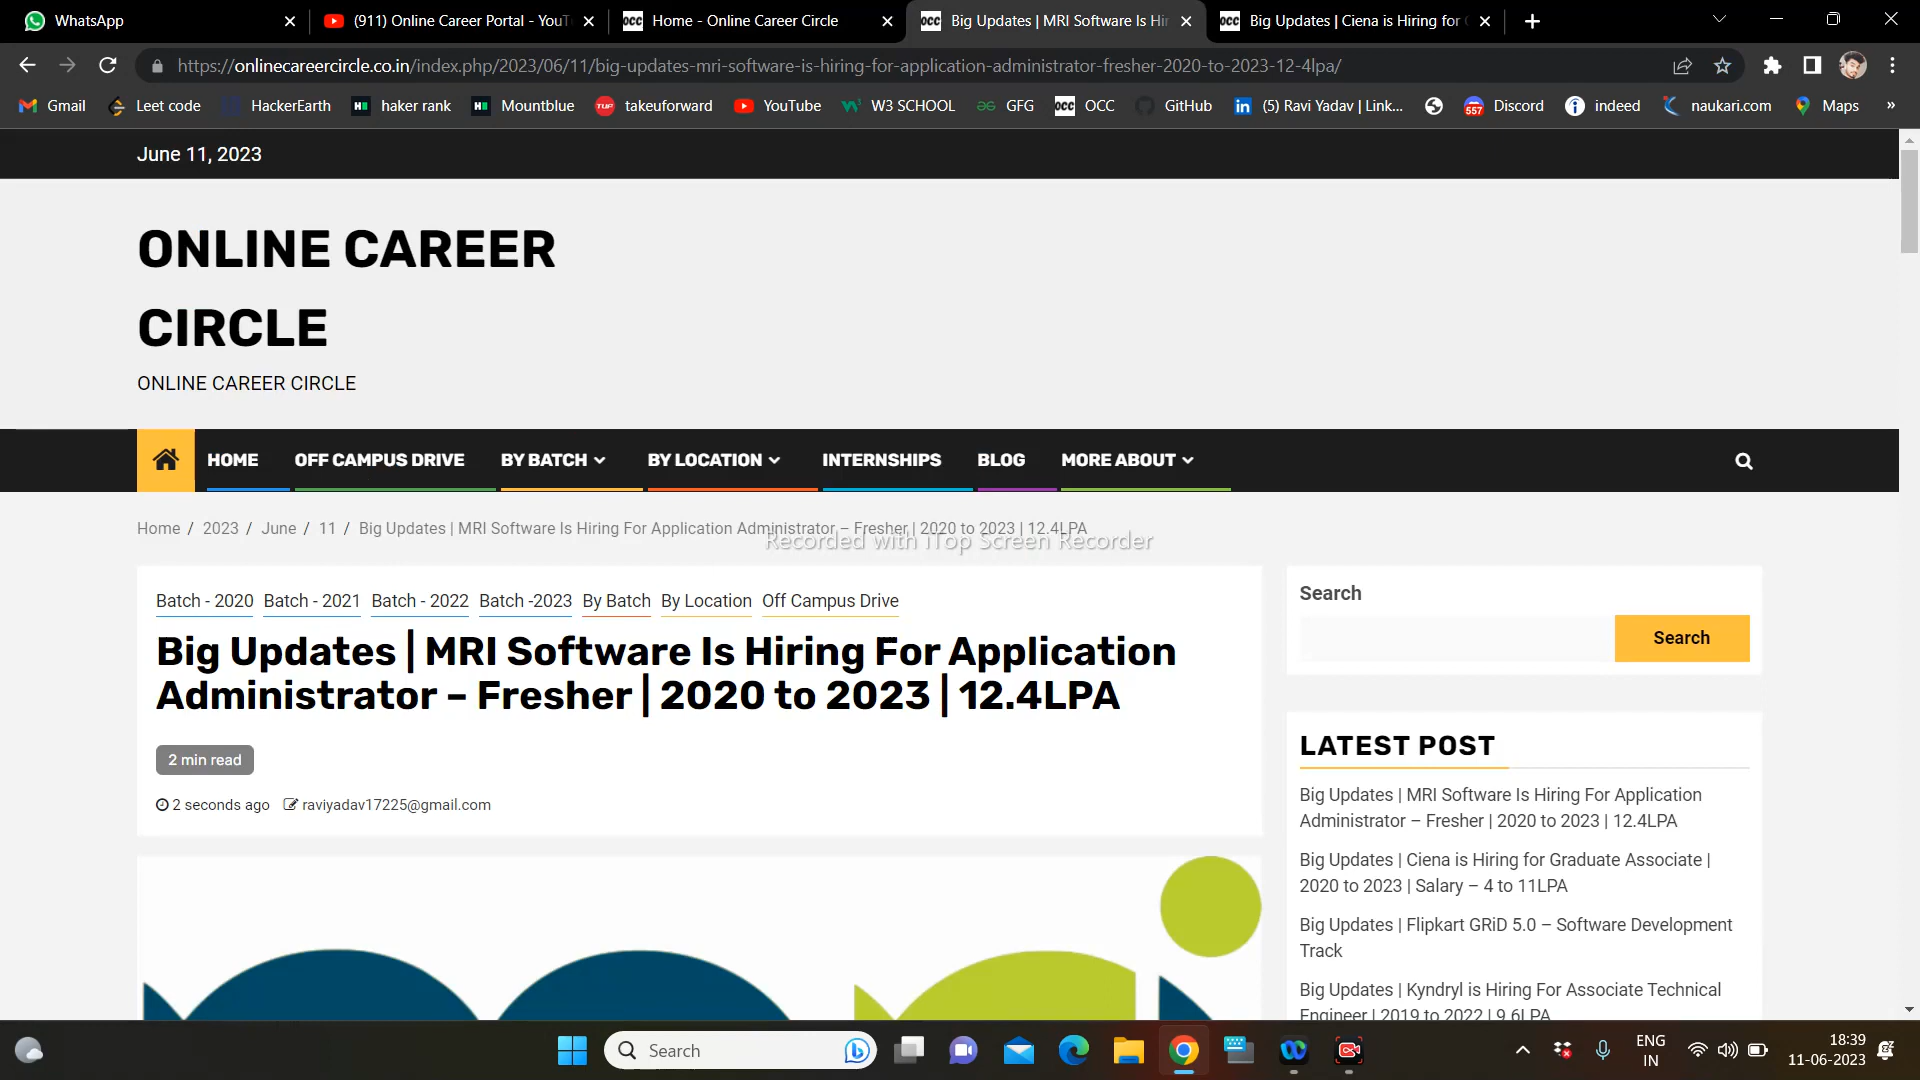 WhatsApp
(911) Online Career Portal - YouT
Home - Online Career Circle
Big Updates | MRI Software Is Hir
Big Updates | Ciena is Hiring for
https://onlinecareercircle.co.in/index.php/2023/06/11/big-updates-mri-software-is-hiring-for-application-administrator-fresher-2020-to-2023-12-4lpa/
Gmail
Leet code
HackerEarth
haker rank
Mountblue
takeuforward
YouTube
W3 SCHOOL
GFG
OCC
GitHub
(5) Ravi Yadav | Link...
557
Discord
indeed
naukari.com
Maps
»
June 11, 2023
ONLINE CAREER
CIRCLE
ONLINE CAREER CIRCLE
HOME
OFF CAMPUS DRIVE
BY BATCH
BY LOCATION
INTERNSHIPS
BLOG
MORE ABOUT
Home / 2023 / June / 11 / Big Updates | MRI Software Is Hiring For Application Administrator – Fresher | 2020 to 2023 | 12.4LPA
Recorded with iTop Screen Recorder
Batch - 2020 Batch - 2021 Batch - 2022 Batch -2023 By Batch By Location Off Campus Drive
Big Updates | MRI Software Is Hiring For Application
Administrator – Fresher | 2020 to 2023 | 12.4LPA
2 min read
2 seconds ago raviyadav17225@gmail.com
Search
Search
LATEST POST
Big Updates | MRI Software Is Hiring For Application
Administrator – Fresher | 2020 to 2023 | 12.4LPA
Big Updates | Ciena is Hiring for Graduate Associate |
2020 to 2023 | Salary – 4 to 11LPA
Big Updates | Flipkart GRiD 5.0 – Software Development
Track
Big Updates | Kyndryl is Hiring For Associate Technical
Engineer | 2019 to 2022 | 9.6LPA
Search
ENG
IN
18:39
11-06-2023